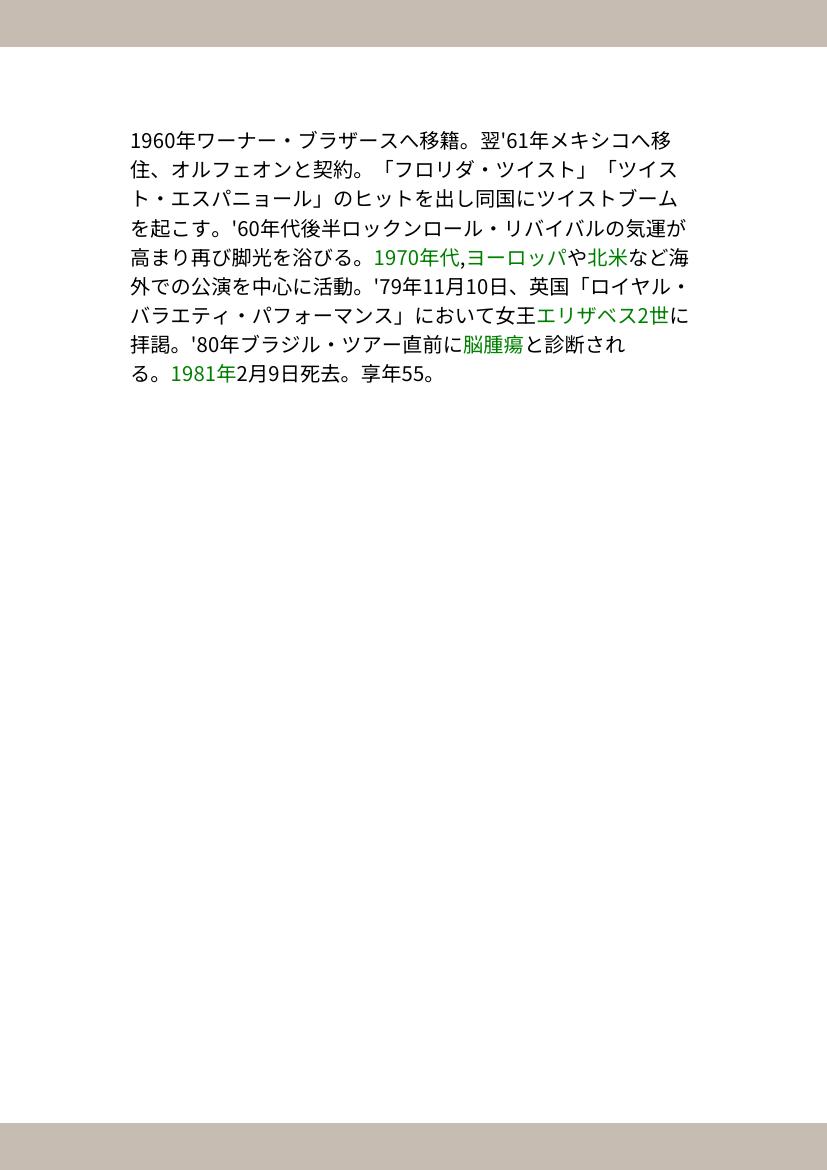 1960年ワーナー・ブラザースへ移籍。翌'61年メキシコへ移
住、オルフェオンと契約。「フロリダ・ツイスト」「ツイス
ト・エスパニョール」のヒットを出し同国にツイストブーム
を起こす。'60年代後半ロックンロール・リバイバルの気運が
高まり再び脚光を浴びる。1970年代,ヨーロッパや北米など海
外での公演を中心に活動。'79年11月10日、英国「ロイヤル・
バラエティ・パフォーマンス」において女王エリザベス2世に
拝謁。'80年ブラジル・ツアー直前に脳腫瘍と診断され
る。1981年2月9日死去。享年55。